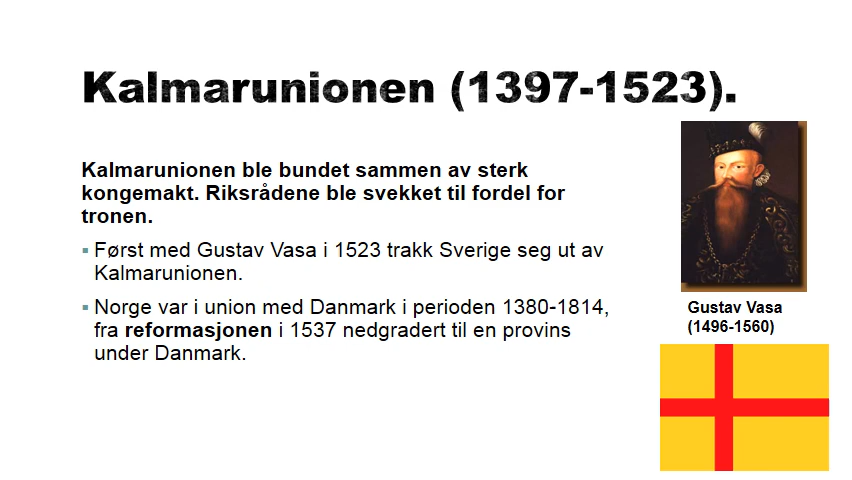 Kalmarunionen (1397-1523).
Kalmarunionen ble bundet sammen av sterk
kongemakt. Riksrådene ble svekket til fordel for
tronen.
▪ Først med Gustav Vasa i 1523 trakk Sverige seg ut av
Kalmarunionen.
▪ Norge var i union med Danmark i perioden 1380-1814,
fra reformasjonen i 1537 nedgradert til en provins
under Danmark.
Gustav Vasa
(1496-1560)